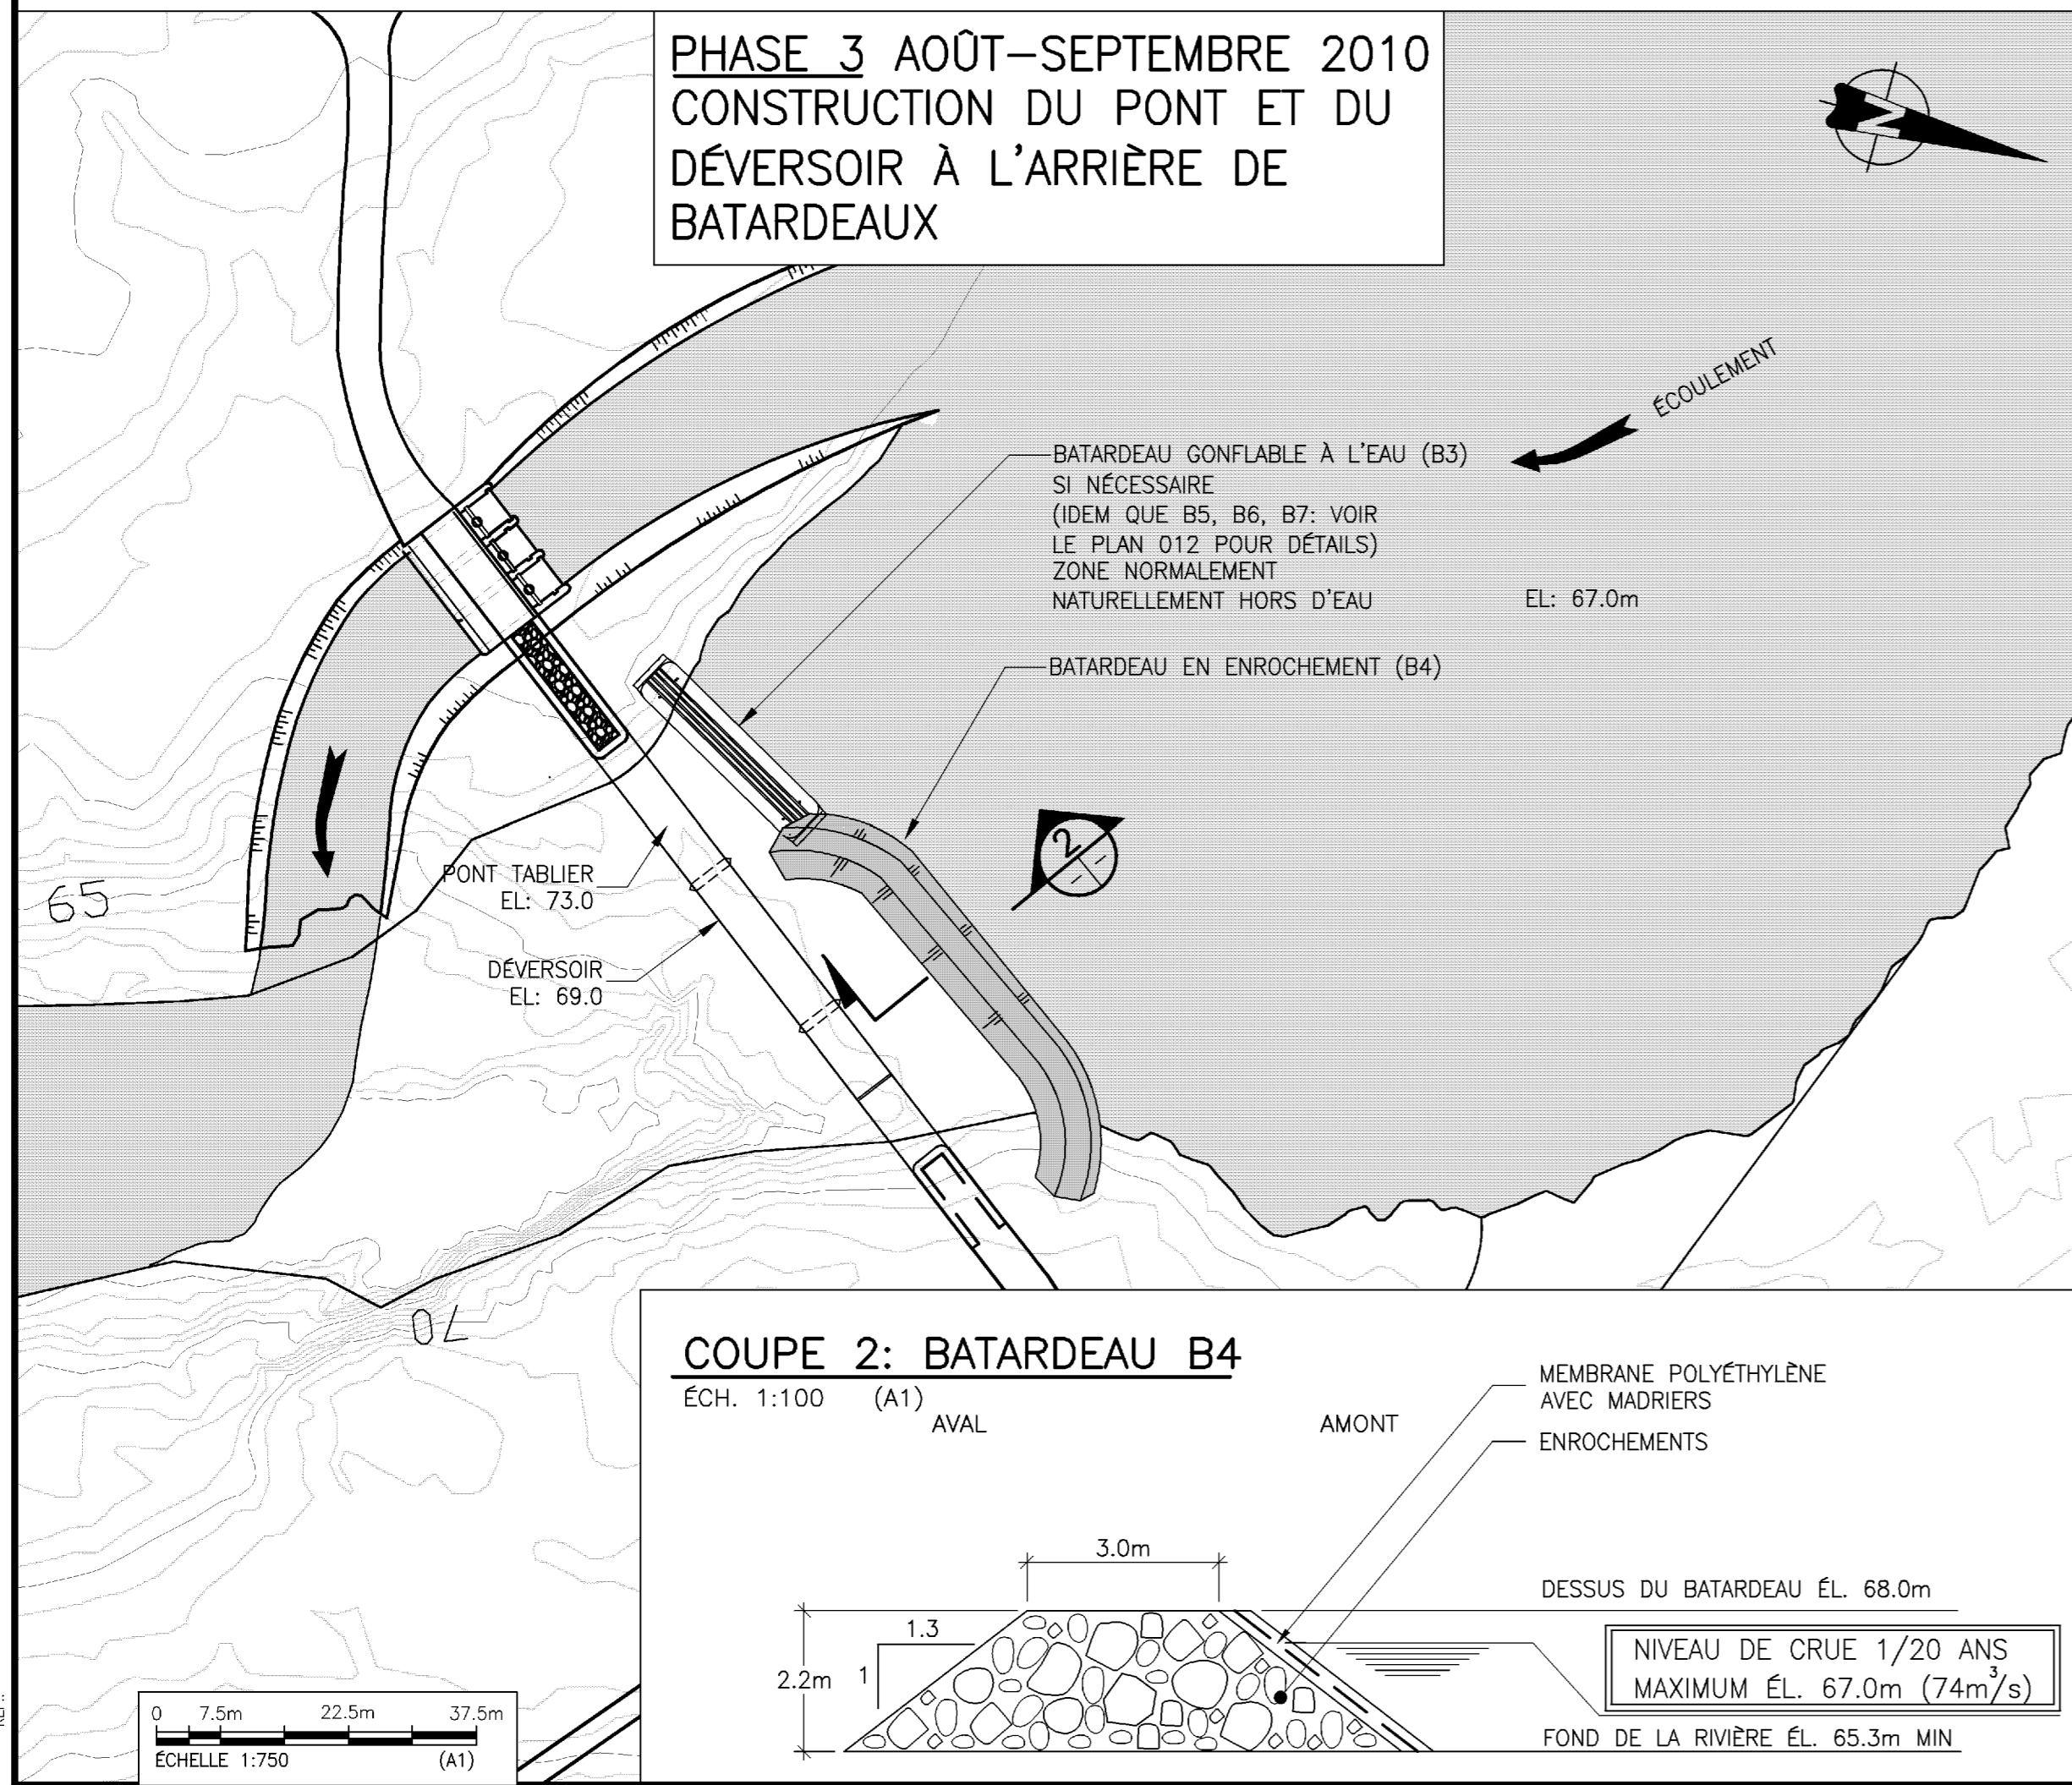 PHASE 3 AOÛT-SEPTEMBRE 2010
CONSTRUCTION DU PONT ET DU
DÉVERSOIR À L'ARRIÈRE DE
BATARDEAUX
ÉCOULEMENT
BATARDEAU GONFLABLE À L'EAU (B3)
SI NÉCESSAIRE
(IDEM QUE B5, B6, B7: VOIR
LE PLAN 012 POUR DÉTAILS)
ZONE NORMALEMENT
NATURELLEMENT HORS D'EAU
EL: 67.0m
BATARDEAU EN ENROCHEMENT (B4)
2
PONT TABLIER
EL: 73.0
65
DÉVERSOIR
EL: 69.0
70
COUPE 2: BATARDEAU B4
ÉCH. 1:100 (A1)
AVAL
AMONT
MEMBRANE POLYÉTHYLÈNE
AVEC MADRIERS
ENROCHEMENTS
3.0m
DESSUS DU BATARDEAU ÉL. 68.0m
1.3
1
2.2m
NIVEAU DE CRUE 1/20 ANS
MAXIMUM ÉL. 67.0m (74m³/s)
FOND DE LA RIVIÈRE ÉL. 65.3m MIN
0 7.5m 22.5m 37.5m
ÉCHELLE 1:750 (A1)